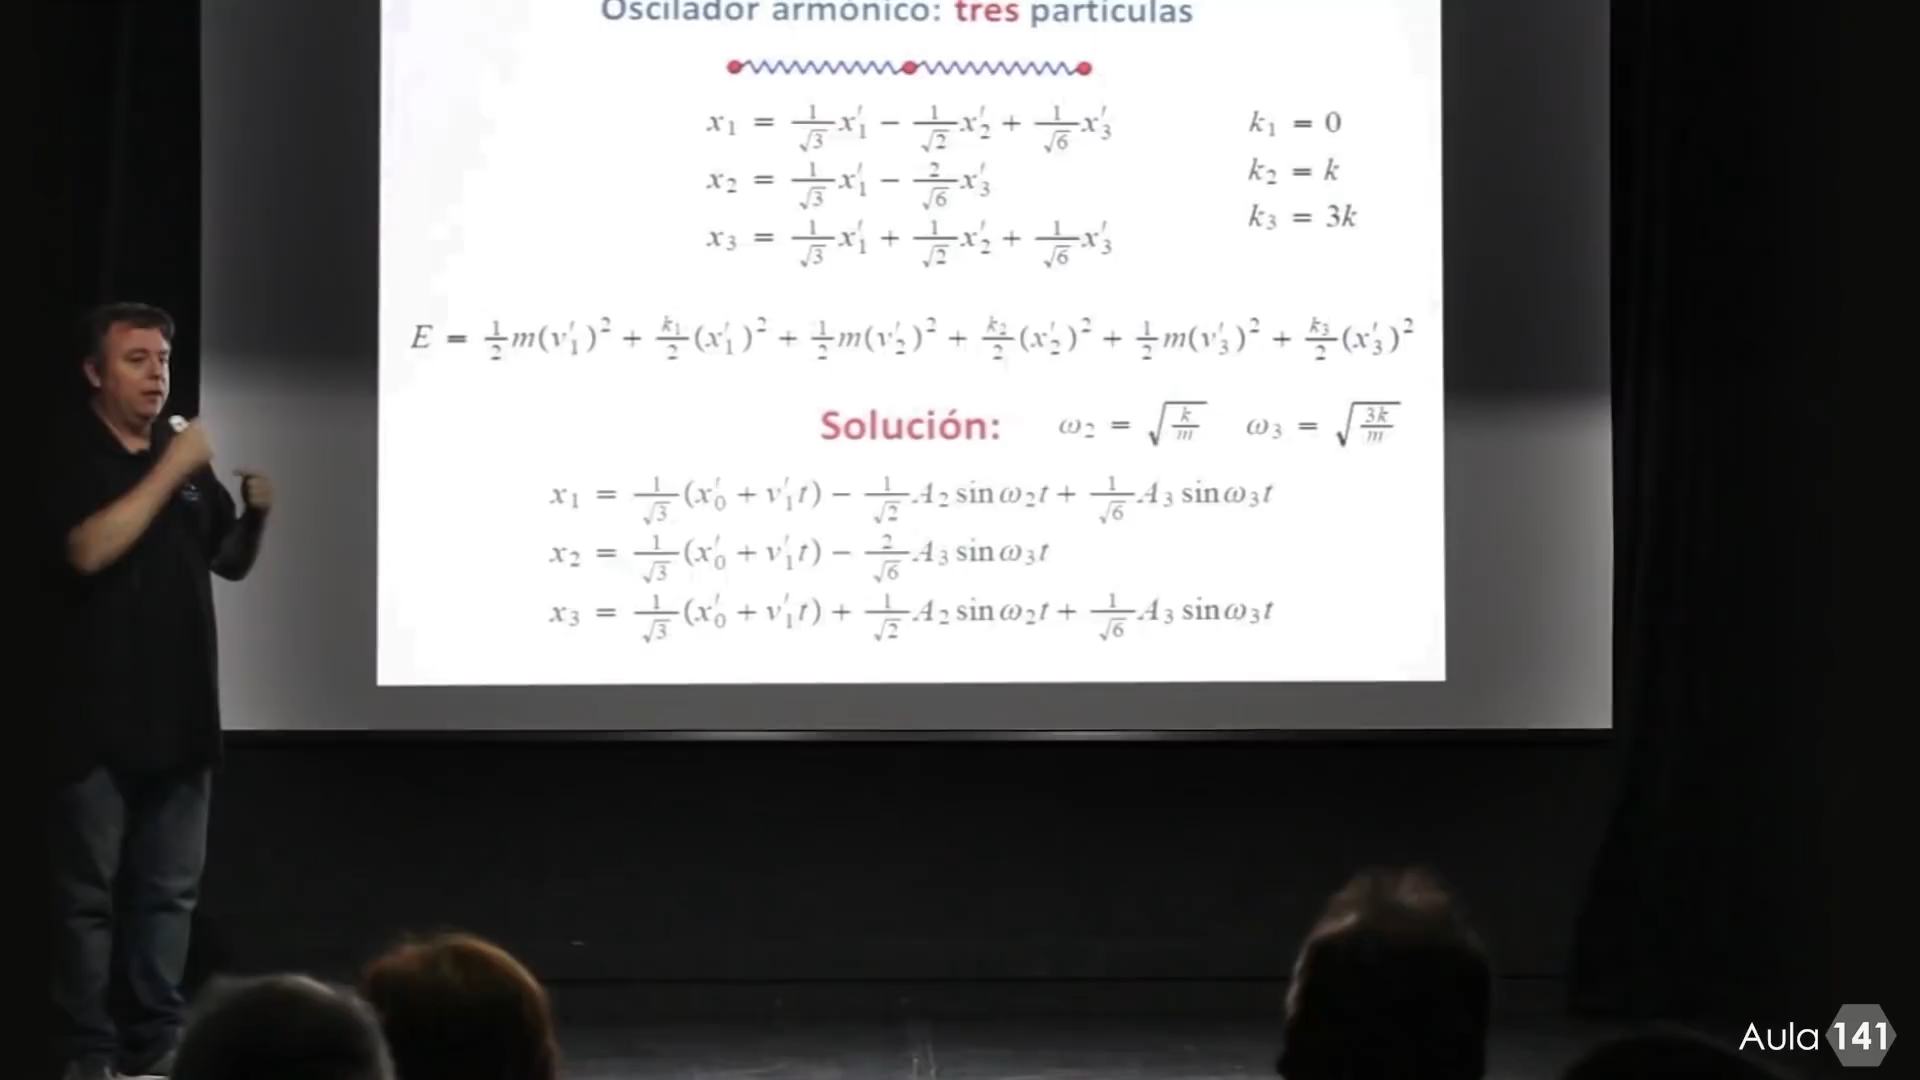 Oscilador armónico: tres partículas
x₁ = 1/√3 x′₁ − 1/√2 x′₂ + 1/√6 x′₃
k₁ = 0
x₂ = 1/√3 x′₁ − 2/√6 x′₃
k₂ = k
x₃ = 1/√3 x′₁ + 1/√2 x′₂ + 1/√6 x′₃
k₃ = 3k
E = 1/2 m(v′₁)² + k₁/2 (x′₁)² + 1/2 m(v′₂)² + k₂/2 (x′₂)² + 1/2 m(v′₃)² + k₃/2 (x′₃)²
Solución: ω₂ = √(k/m) ω₃ = √(3k/m)
x₁ = 1/√3 (x′₀ + v′₁t) − 1/√2 A₂ sin ω₂t + 1/√6 A₃ sin ω₃t
x₂ = 1/√3 (x′₀ + v′₁t) − 2/√6 A₃ sin ω₃t
x₃ = 1/√3 (x′₀ + v′₁t) + 1/√2 A₂ sin ω₂t + 1/√6 A₃ sin ω₃t
Aula 141